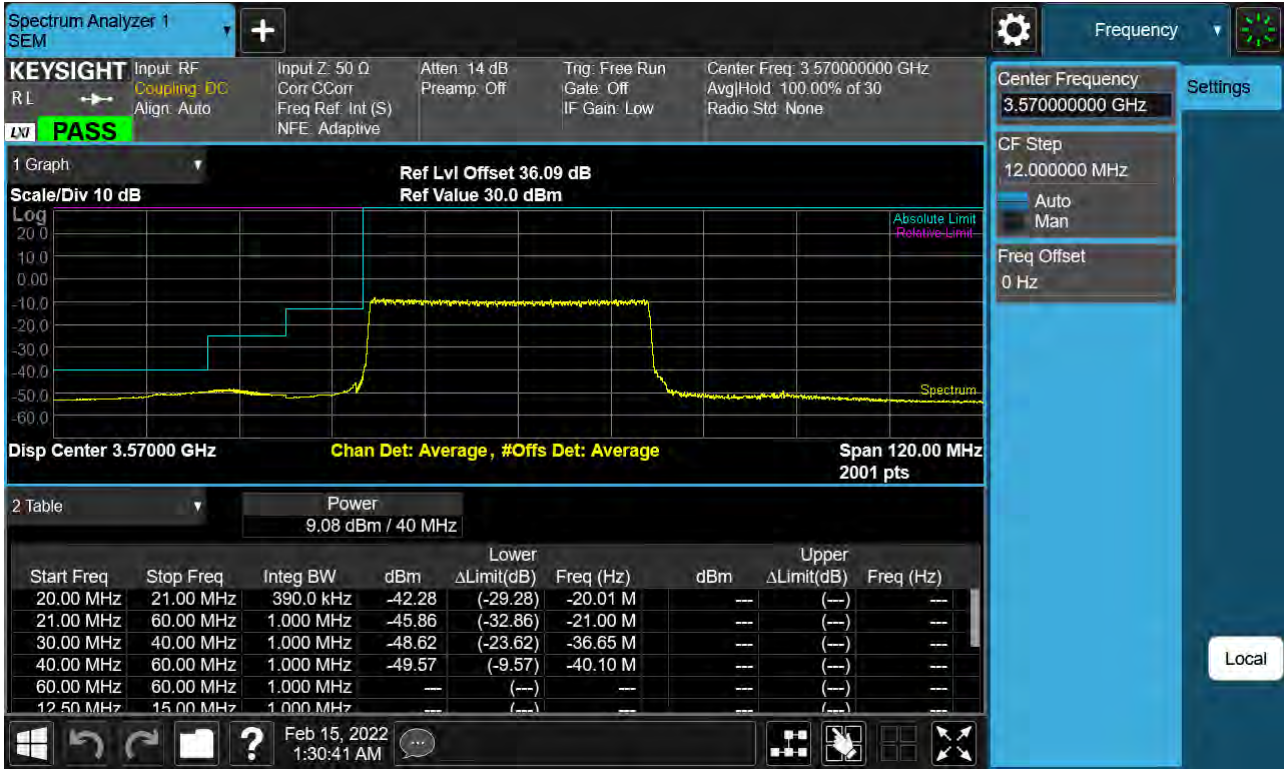 Spectrum Analyzer 1
SEM
Frequency
KEYSIGHT
Input: RF
Input Z: 50 Ω
Atten: 14 dB
Trig: Free Run
Center Freq: 3.570000000 GHz
Coupling: DC
Corr CCorr
Preamp: Off
Gate: Off
Avg|Hold: 100.00% of 30
R L
Align: Auto
Freq Ref: Int (S)
IF Gain: Low
Radio Std: None
NFE: Adaptive
LXI
PASS
Center Frequency
3.570000000 GHz
Settings
CF Step
12.000000 MHz
Auto
Man
Freq Offset
0 Hz
Local
1 Graph
Ref Lvl Offset 36.09 dB
Scale/Div 10 dB
Ref Value 30.0 dBm
Log
Absolute Limit
Relative Limit
20.0
10.0
0.00
-10.0
-20.0
-30.0
-40.0
-50.0
-60.0
Spectrum
Disp Center 3.57000 GHz
Chan Det: Average , #Offs Det: Average
Span 120.00 MHz
2001 pts
2 Table
Power
9.08 dBm / 40 MHz
Lower Upper
Start Freq Stop Freq Integ BW dBm ΔLimit(dB) Freq (Hz) dBm ΔLimit(dB) Freq (Hz)
20.00 MHz 21.00 MHz 390.0 kHz -42.28 (-29.28) -20.01 M --- (---) ---
21.00 MHz 60.00 MHz 1.000 MHz -45.86 (-32.86) -21.00 M --- (---) ---
30.00 MHz 40.00 MHz 1.000 MHz -48.62 (-23.62) -36.65 M --- (---) ---
40.00 MHz 60.00 MHz 1.000 MHz -49.57 (-9.57) -40.10 M --- (---) ---
60.00 MHz 60.00 MHz 1.000 MHz --- (---) --- --- (---) ---
12.50 MHz 15.00 MHz 1.000 MHz --- (---) --- --- (---) ---
Feb 15, 2022
1:30:41 AM